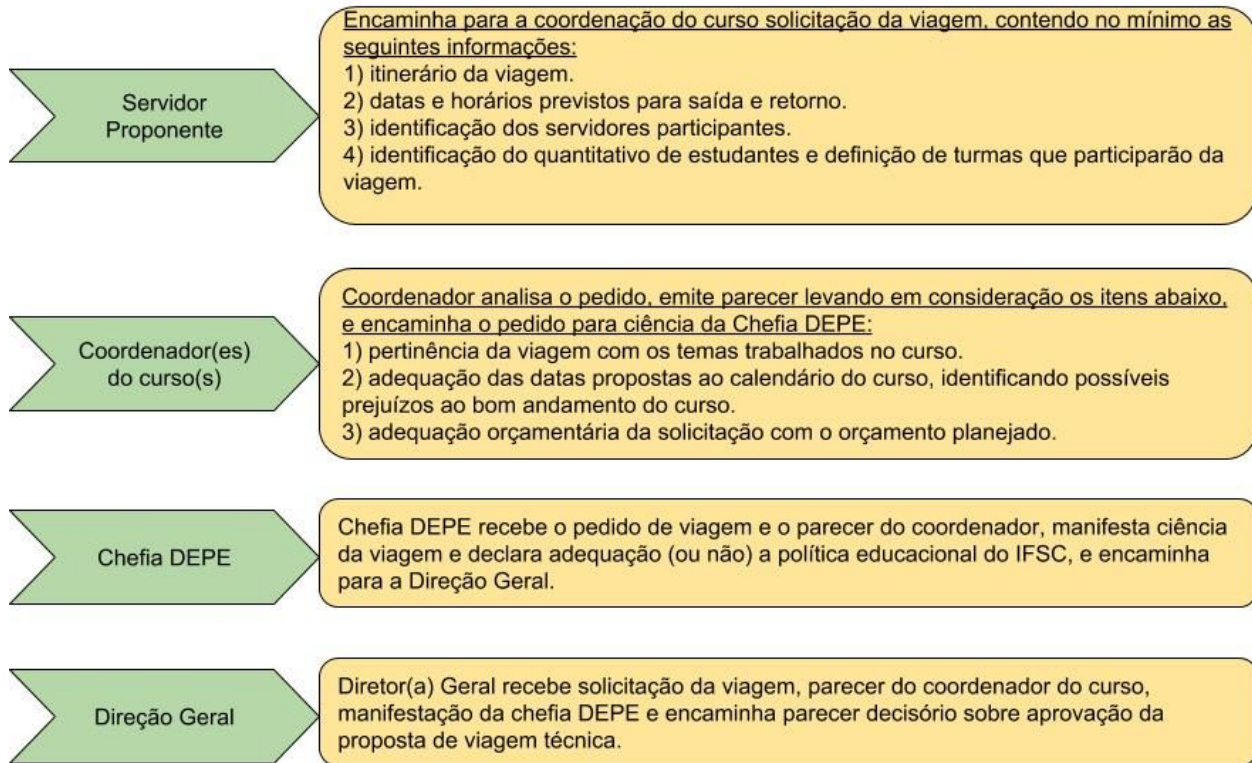 Servidor
Proponente
Encaminha para a coordenação do curso solicitação da viagem, contendo no mínimo as
seguintes informações:
1) itinerário da viagem.
2) datas e horários previstos para saída e retorno.
3) identificação dos servidores participantes.
4) identificação do quantitativo de estudantes e definição de turmas que participarão da
viagem.
Coordenador(es)
do curso(s)
Coordenador analisa o pedido, emite parecer levando em consideração os itens abaixo,
e encaminha o pedido para ciência da Chefia DEPE:
1) pertinência da viagem com os temas trabalhados no curso.
2) adequação das datas propostas ao calendário do curso, identificando possíveis
prejuízos ao bom andamento do curso.
3) adequação orçamentária da solicitação com o orçamento planejado.
Chefia DEPE
Chefia DEPE recebe o pedido de viagem e o parecer do coordenador, manifesta ciência
da viagem e declara adequação (ou não) a política educacional do IFSC, e encaminha
para a Direção Geral.
Direção Geral
Diretor(a) Geral recebe solicitação da viagem, parecer do coordenador do curso,
manifestação da chefia DEPE e encaminha parecer decisório sobre aprovação da
proposta de viagem técnica.